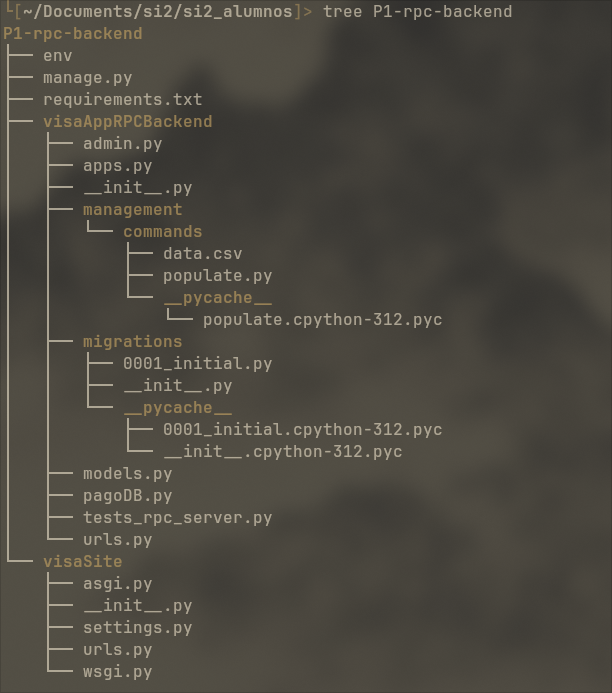 └[~/Documents/si2/si2_alumnos]> tree P1-rpc-backend
P1-rpc-backend
├── env
├── manage.py
├── requirements.txt
├── visaAppRPCBackend
│   ├── admin.py
│   ├── apps.py
│   ├── __init__.py
│   ├── management
│   │   └── commands
│   │       ├── data.csv
│   │       ├── populate.py
│   │       └── __pycache__
│   │           └── populate.cpython-312.pyc
│   ├── migrations
│   │   ├── 0001_initial.py
│   │   ├── __init__.py
│   │   └── __pycache__
│   │       ├── 0001_initial.cpython-312.pyc
│   │       └── __init__.cpython-312.pyc
│   ├── models.py
│   ├── pagoDB.py
│   ├── tests_rpc_server.py
│   └── urls.py
└── visaSite
    ├── asgi.py
    ├── __init__.py
    ├── settings.py
    ├── urls.py
    └── wsgi.py